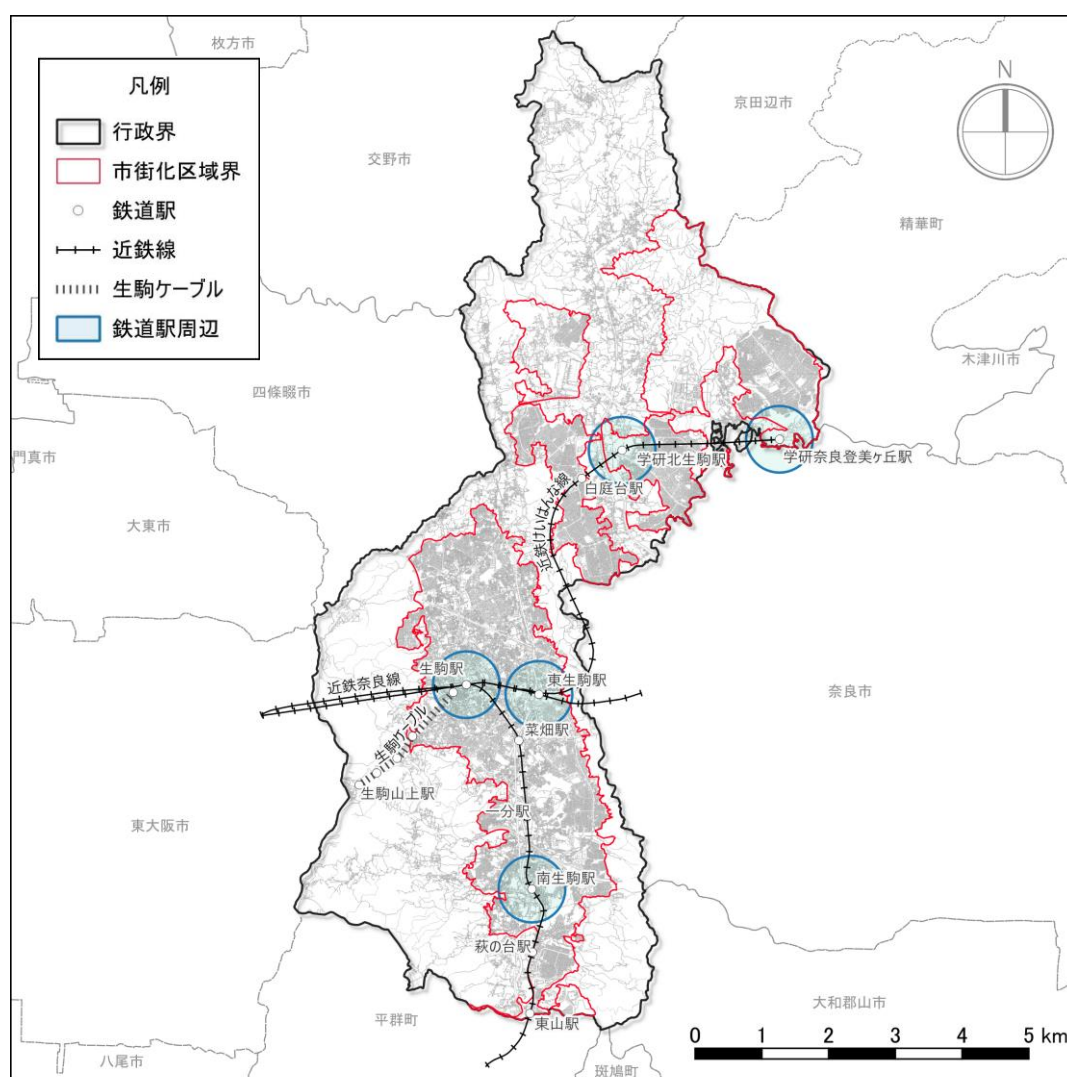 枚方市
凡例
行政界
市街化区域界
鉄道駅
近鉄線
生駒ケーブル
鉄道駅周辺
N
京田辺市
交野市
精華町
木津川市
四條畷市
門真市
学研北生駒駅
学研奈良登美ヶ丘駅
白庭台駅
近鉄けいはんな線
大東市
生駒駅
東生駒駅
近鉄奈良線
奈良市
菜畑駅
生駒ケーブル
生駒山上駅
一分駅
東大阪市
南生駒駅
萩の台駅
大和郡山市
平群町
東山駅
0 1 2 3 4 5 km
八尾市
斑鳩町